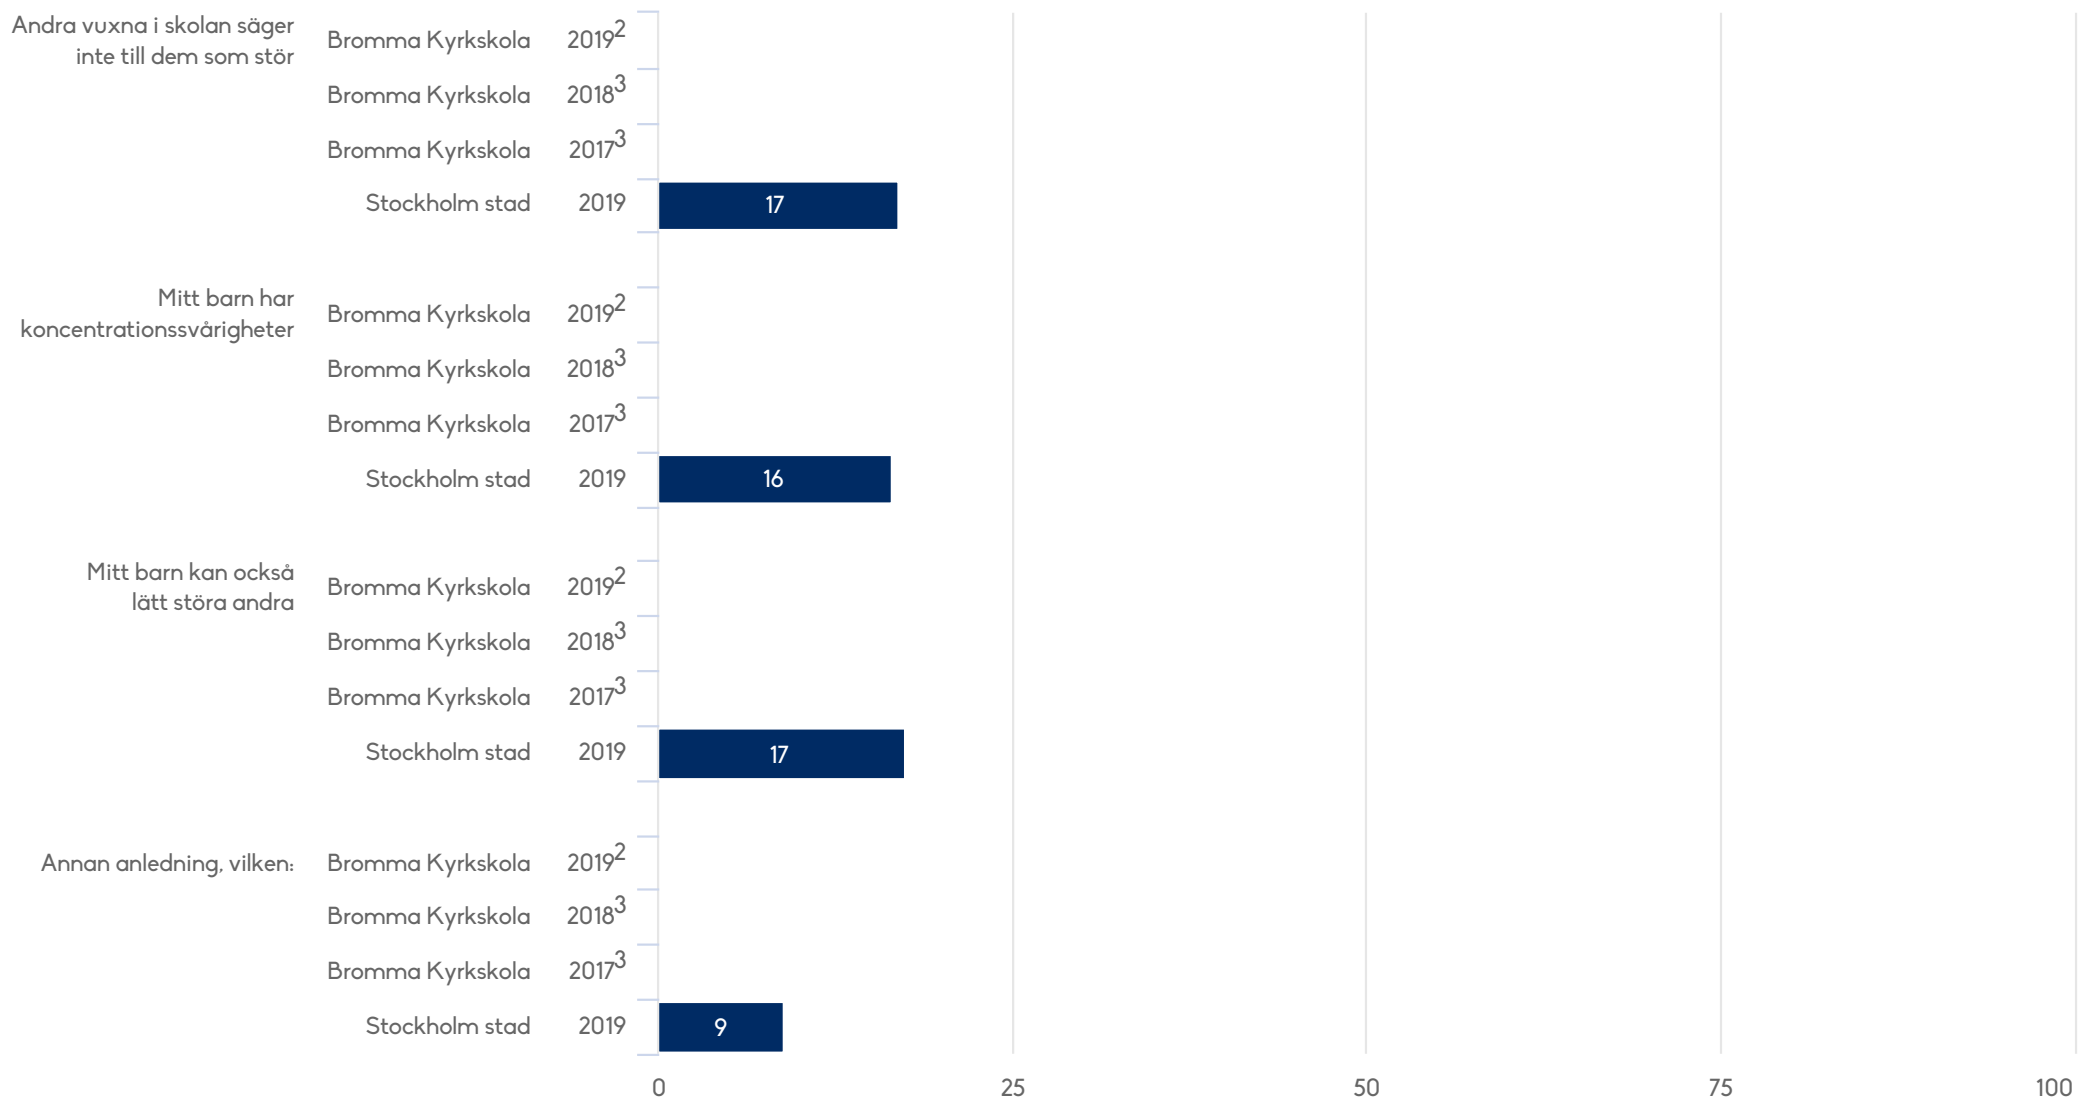 Andra vuxna i skolan säger
inte till dem som stör
Bromma Kyrkskola 2019²
Bromma Kyrkskola 2018³
Bromma Kyrkskola 2017³
Stockholm stad 2019 17
Mitt barn har
koncentrationssvårigheter
Bromma Kyrkskola 2019²
Bromma Kyrkskola 2018³
Bromma Kyrkskola 2017³
Stockholm stad 2019 16
Mitt barn kan också
lätt störa andra
Bromma Kyrkskola 2019²
Bromma Kyrkskola 2018³
Bromma Kyrkskola 2017³
Stockholm stad 2019 17
Annan anledning, vilken: Bromma Kyrkskola 2019²
Bromma Kyrkskola 2018³
Bromma Kyrkskola 2017³
Stockholm stad 2019 9
0 25 50 75 100